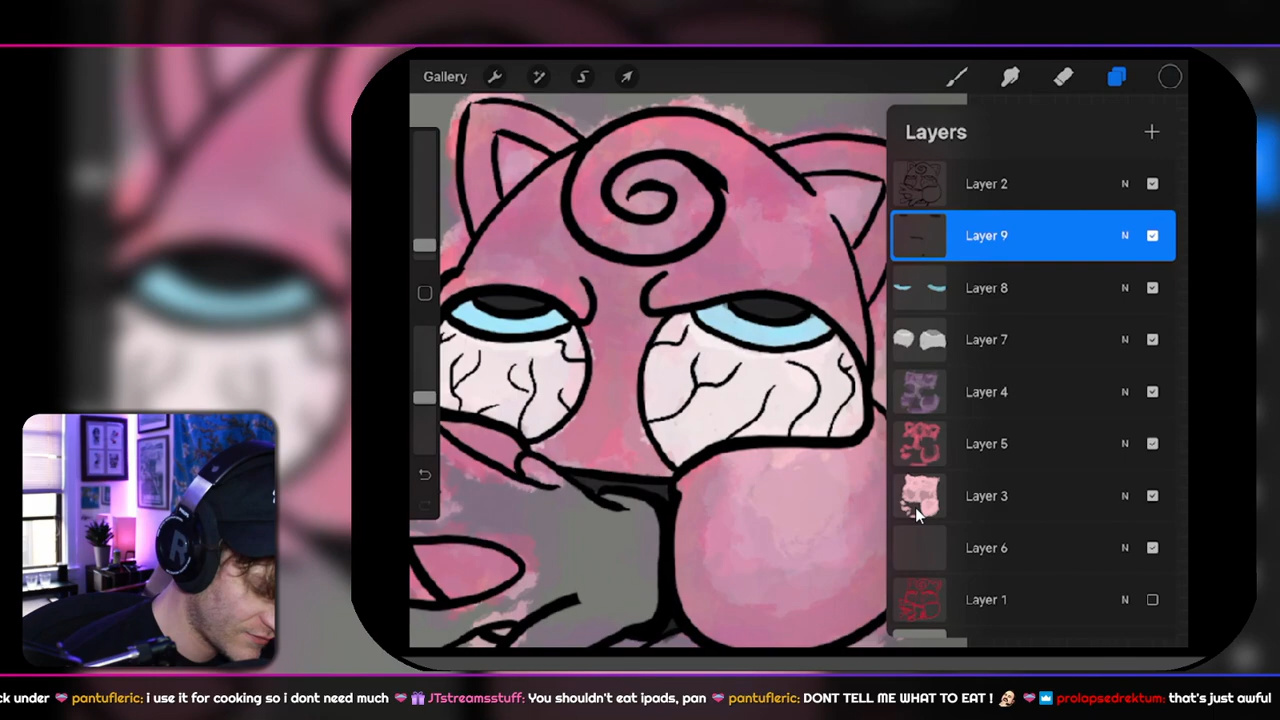 Gallery
Layers
Layer 2 N
Layer 9 N
Layer 8 N
Layer 7 N
Layer 4 N
Layer 5 N
Layer 3 N
Layer 6 N
Layer 1 N
R
ck under pantufleric: i use it for cooking so i dont need much JTstreamsstuff: You shouldn't eat ipads, pan pantufleric: DONT TELL ME WHAT TO EAT ! prolapsedrektum: that's just awful